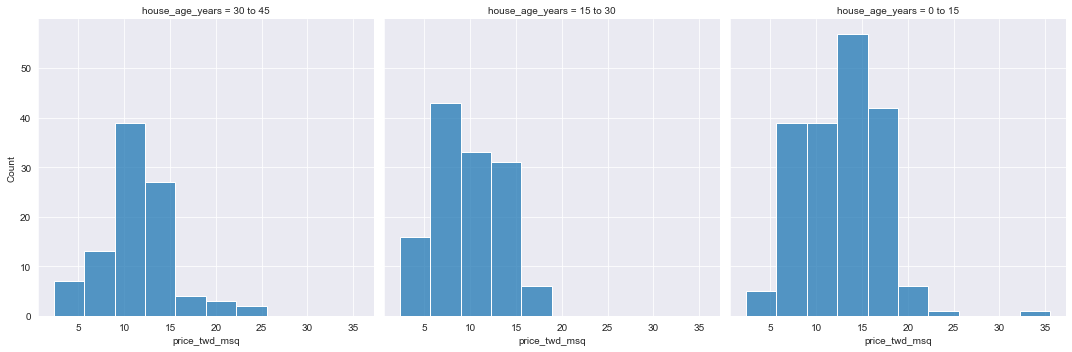 house_age_years = 30 to 45
house_age_years = 15 to 30
house_age_years = 0 to 15
Count
50
40
30
20
10
0
5 10 15 20 25 30 35
5 10 15 20 25 30 35
5 10 15 20 25 30 35
price_twd_msq
price_twd_msq
price_twd_msq